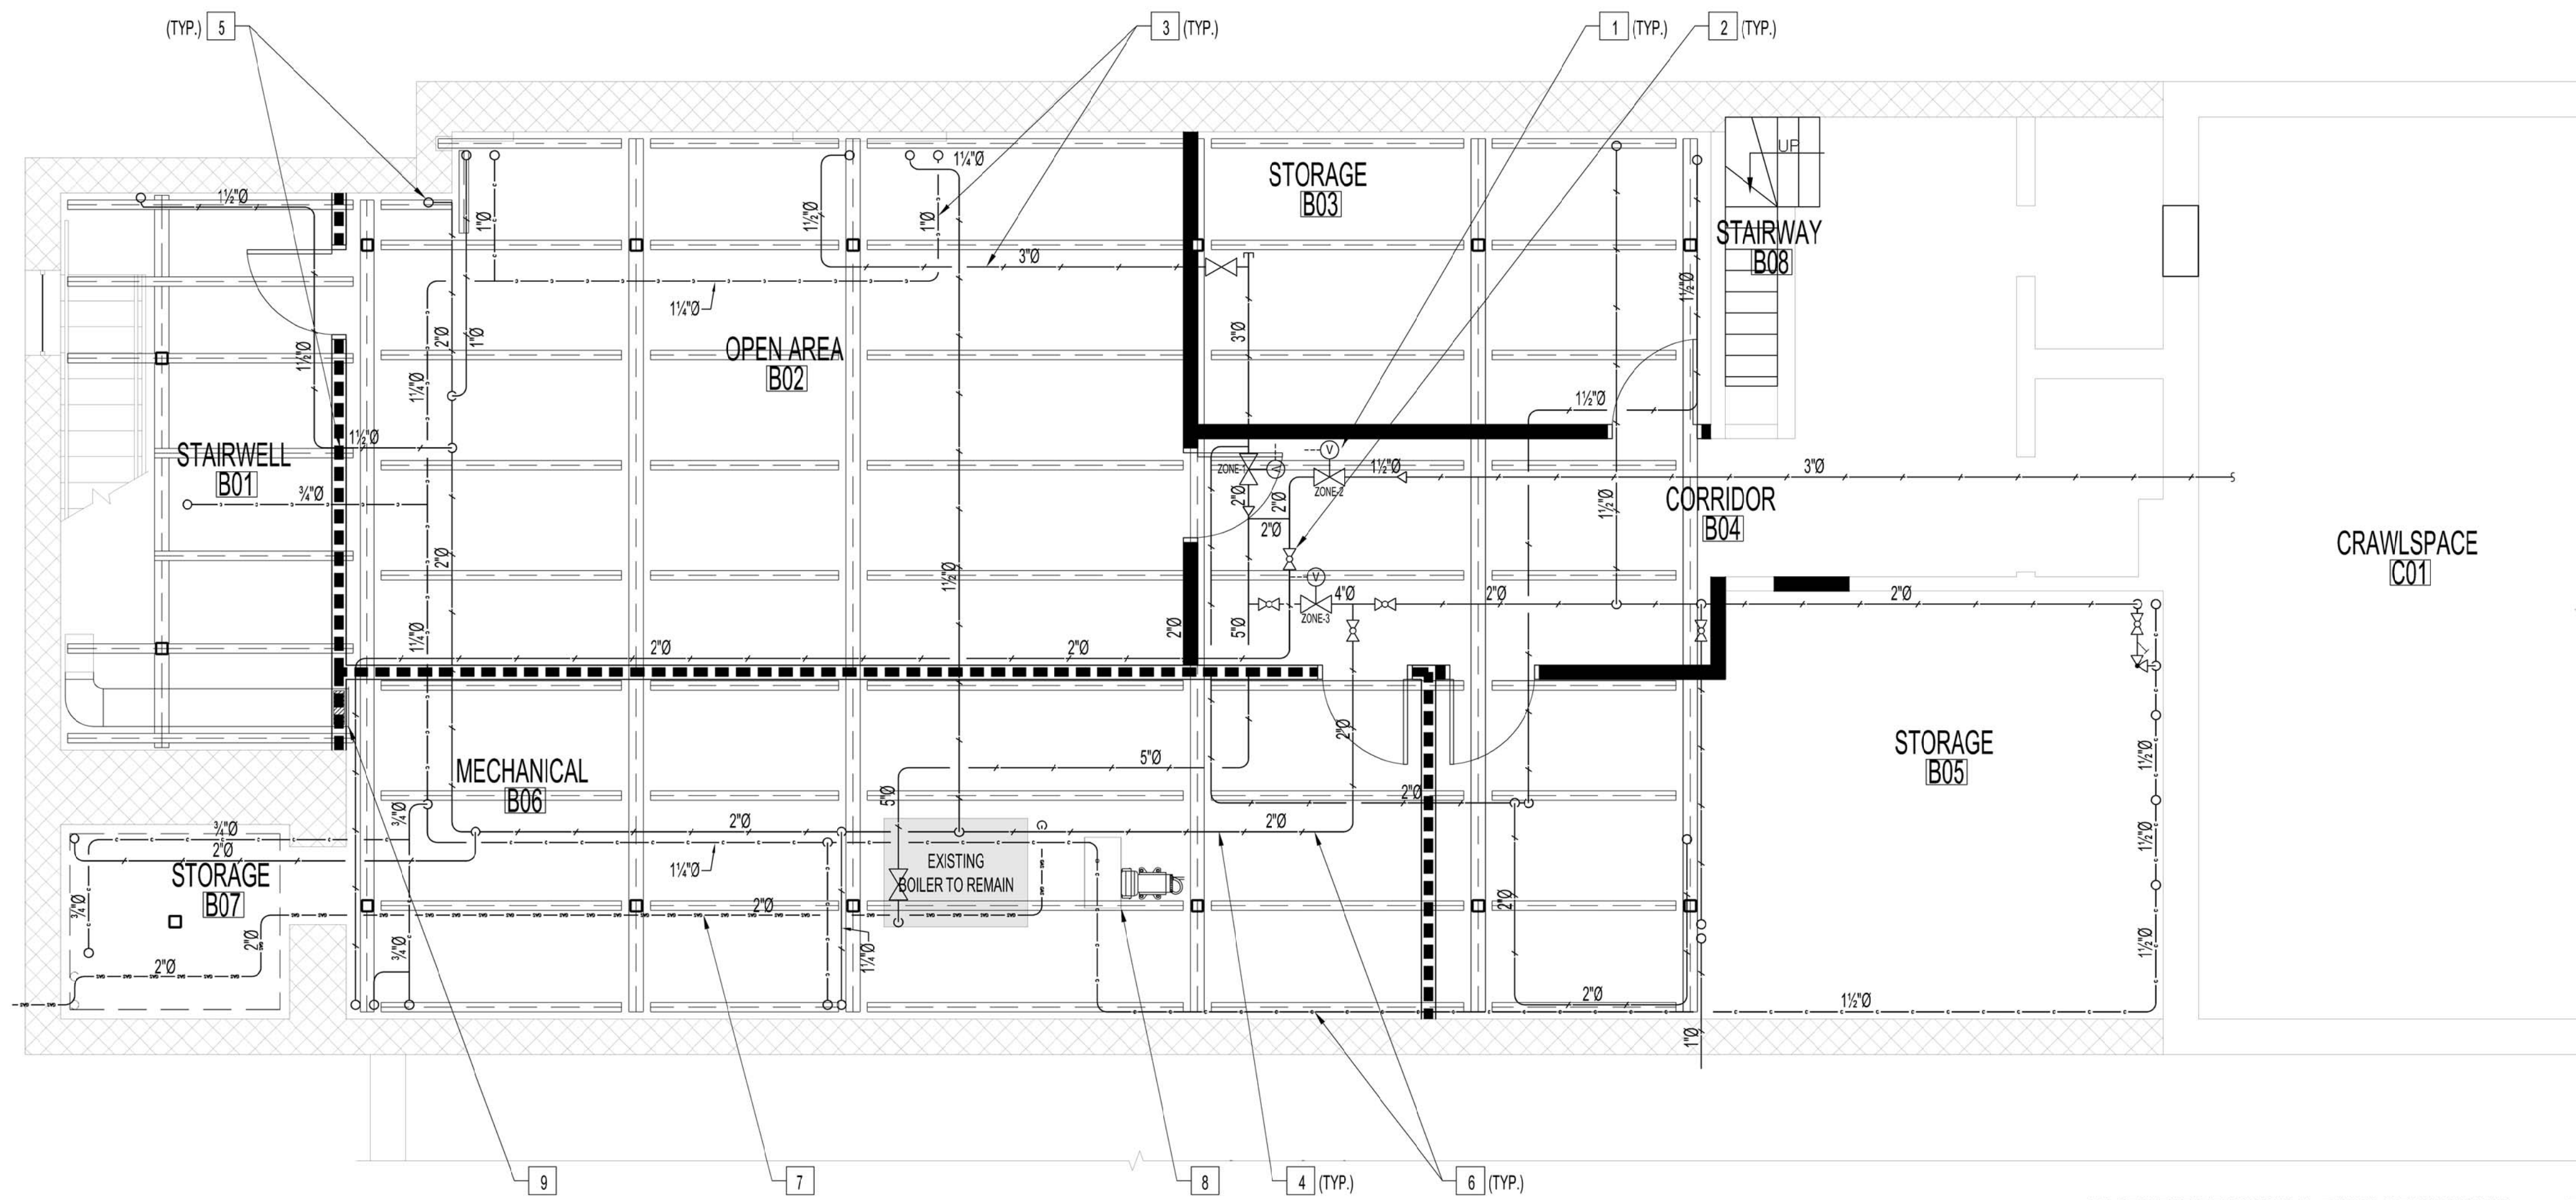 (TYP.) 5
3 (TYP.)
1 (TYP.)
2 (TYP.)
1½"Ø
1"Ø
1½"Ø
1"Ø
1¼"Ø
STORAGE
B03
UP
STAIRWAY
B08
3"Ø
1¼"Ø
1½"Ø
3"Ø
2"Ø
1"Ø
1½"Ø
1¼"Ø
OPEN AREA
B02
1½"Ø
STAIRWELL
B01
1½"Ø
¾"Ø
ZONE-1
V
V
ZONE-2
1½"Ø
3"Ø
2"Ø
2"Ø
2"Ø
1½"Ø
CORRIDOR
B04
CRAWLSPACE
C01
2"Ø
1½"Ø
V
ZONE-3
4"Ø
2"Ø
2"Ø
1¼"Ø
2"Ø
2"Ø
2"Ø
5"Ø
MECHANICAL
B06
5"Ø
5"Ø
2"Ø
2"Ø
STORAGE
B05
1½"Ø
¾"Ø
2"Ø
2"Ø
1½"Ø
¾"Ø
2"Ø
STORAGE
B07
1¼"Ø
EXISTING
BOILER TO REMAIN
¾"Ø
2"Ø
2"Ø
2"Ø
¾"Ø
1¼"Ø
2"Ø
1½"Ø
2"Ø
2"Ø
1½"Ø
1"Ø
9
7
8
4 (TYP.)
6 (TYP.)